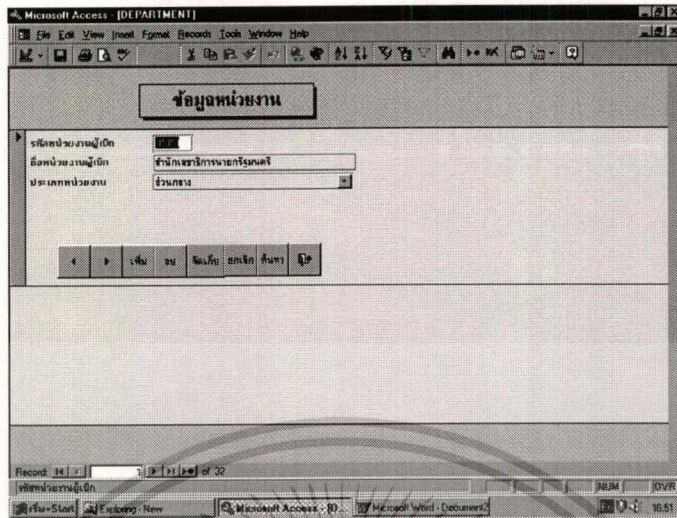 Microsoft Access - [DEPARTMENT]
File Edit View Insert Format Records Tools Window Help
ข้อมูลหน่วยงาน
รหัสหน่วยงานผู้เบิก
ชื่อหน่วยงานผู้เบิก สำนักเลขาธิการนายกรัฐมนตรี
ประเภทหน่วยงาน ส่วนกลาง
เพิ่ม ลบ จัดเก็บ ยกเลิก ค้นหา
Record: 1 of 32
รหัสหน่วยงานผู้เบิก NUM OVR
เริ่ม-Start Exploring - New Microsoft Access - [D... Microsoft Word - Document2 16:51